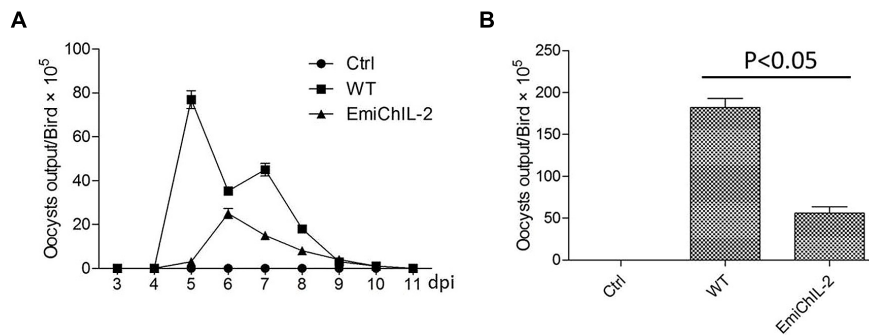 A
Oocysts output/Bird × 10⁵
100
80
60
40
20
0
3 4 5 6 7 8 9 10 11 dpi
Ctrl
WT
EmiChIL-2
B
Oocysts output/Bird × 10⁵
250
200
150
100
50
0
P<0.05
Ctrl
WT
EmiChIL-2